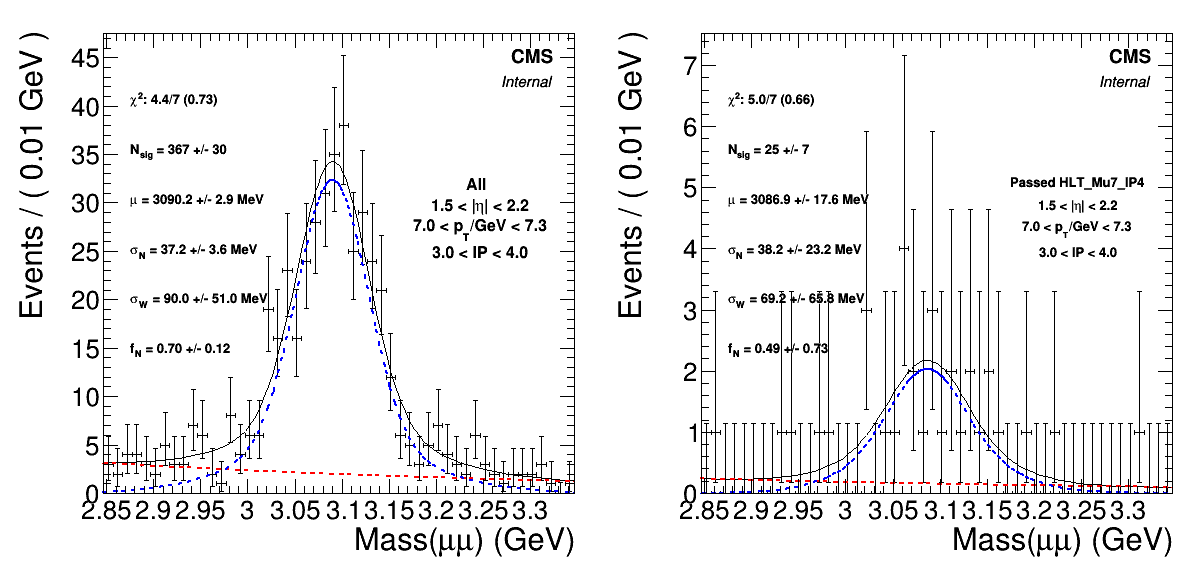 CMS
Internal
χ²: 4.4/7 (0.73)
N_sig = 367 +/- 30
μ = 3090.2 +/- 2.9 MeV
σ_N = 37.2 +/- 3.6 MeV
σ_W = 90.0 +/- 51.0 MeV
f_N = 0.70 +/- 0.12
All
1.5 < |η| < 2.2
7.0 < p_T/GeV < 7.3
3.0 < IP < 4.0
Events / ( 0.01 GeV )
45
40
35
30
25
20
15
10
5
0
2.85 2.9 2.95 3 3.05 3.1 3.15 3.2 3.25 3.3
Mass(μμ) (GeV)
CMS
Internal
χ²: 5.0/7 (0.66)
N_sig = 25 +/- 7
μ = 3086.9 +/- 17.6 MeV
σ_N = 38.2 +/- 23.2 MeV
σ_W = 69.2 +/- 65.8 MeV
f_N = 0.49 +/- 0.73
Passed HLT_Mu7_IP4
1.5 < |η| < 2.2
7.0 < p_T/GeV < 7.3
3.0 < IP < 4.0
Events / ( 0.01 GeV )
7
6
5
4
3
2
1
0
2.85 2.9 2.95 3 3.05 3.1 3.15 3.2 3.25 3.3
Mass(μμ) (GeV)